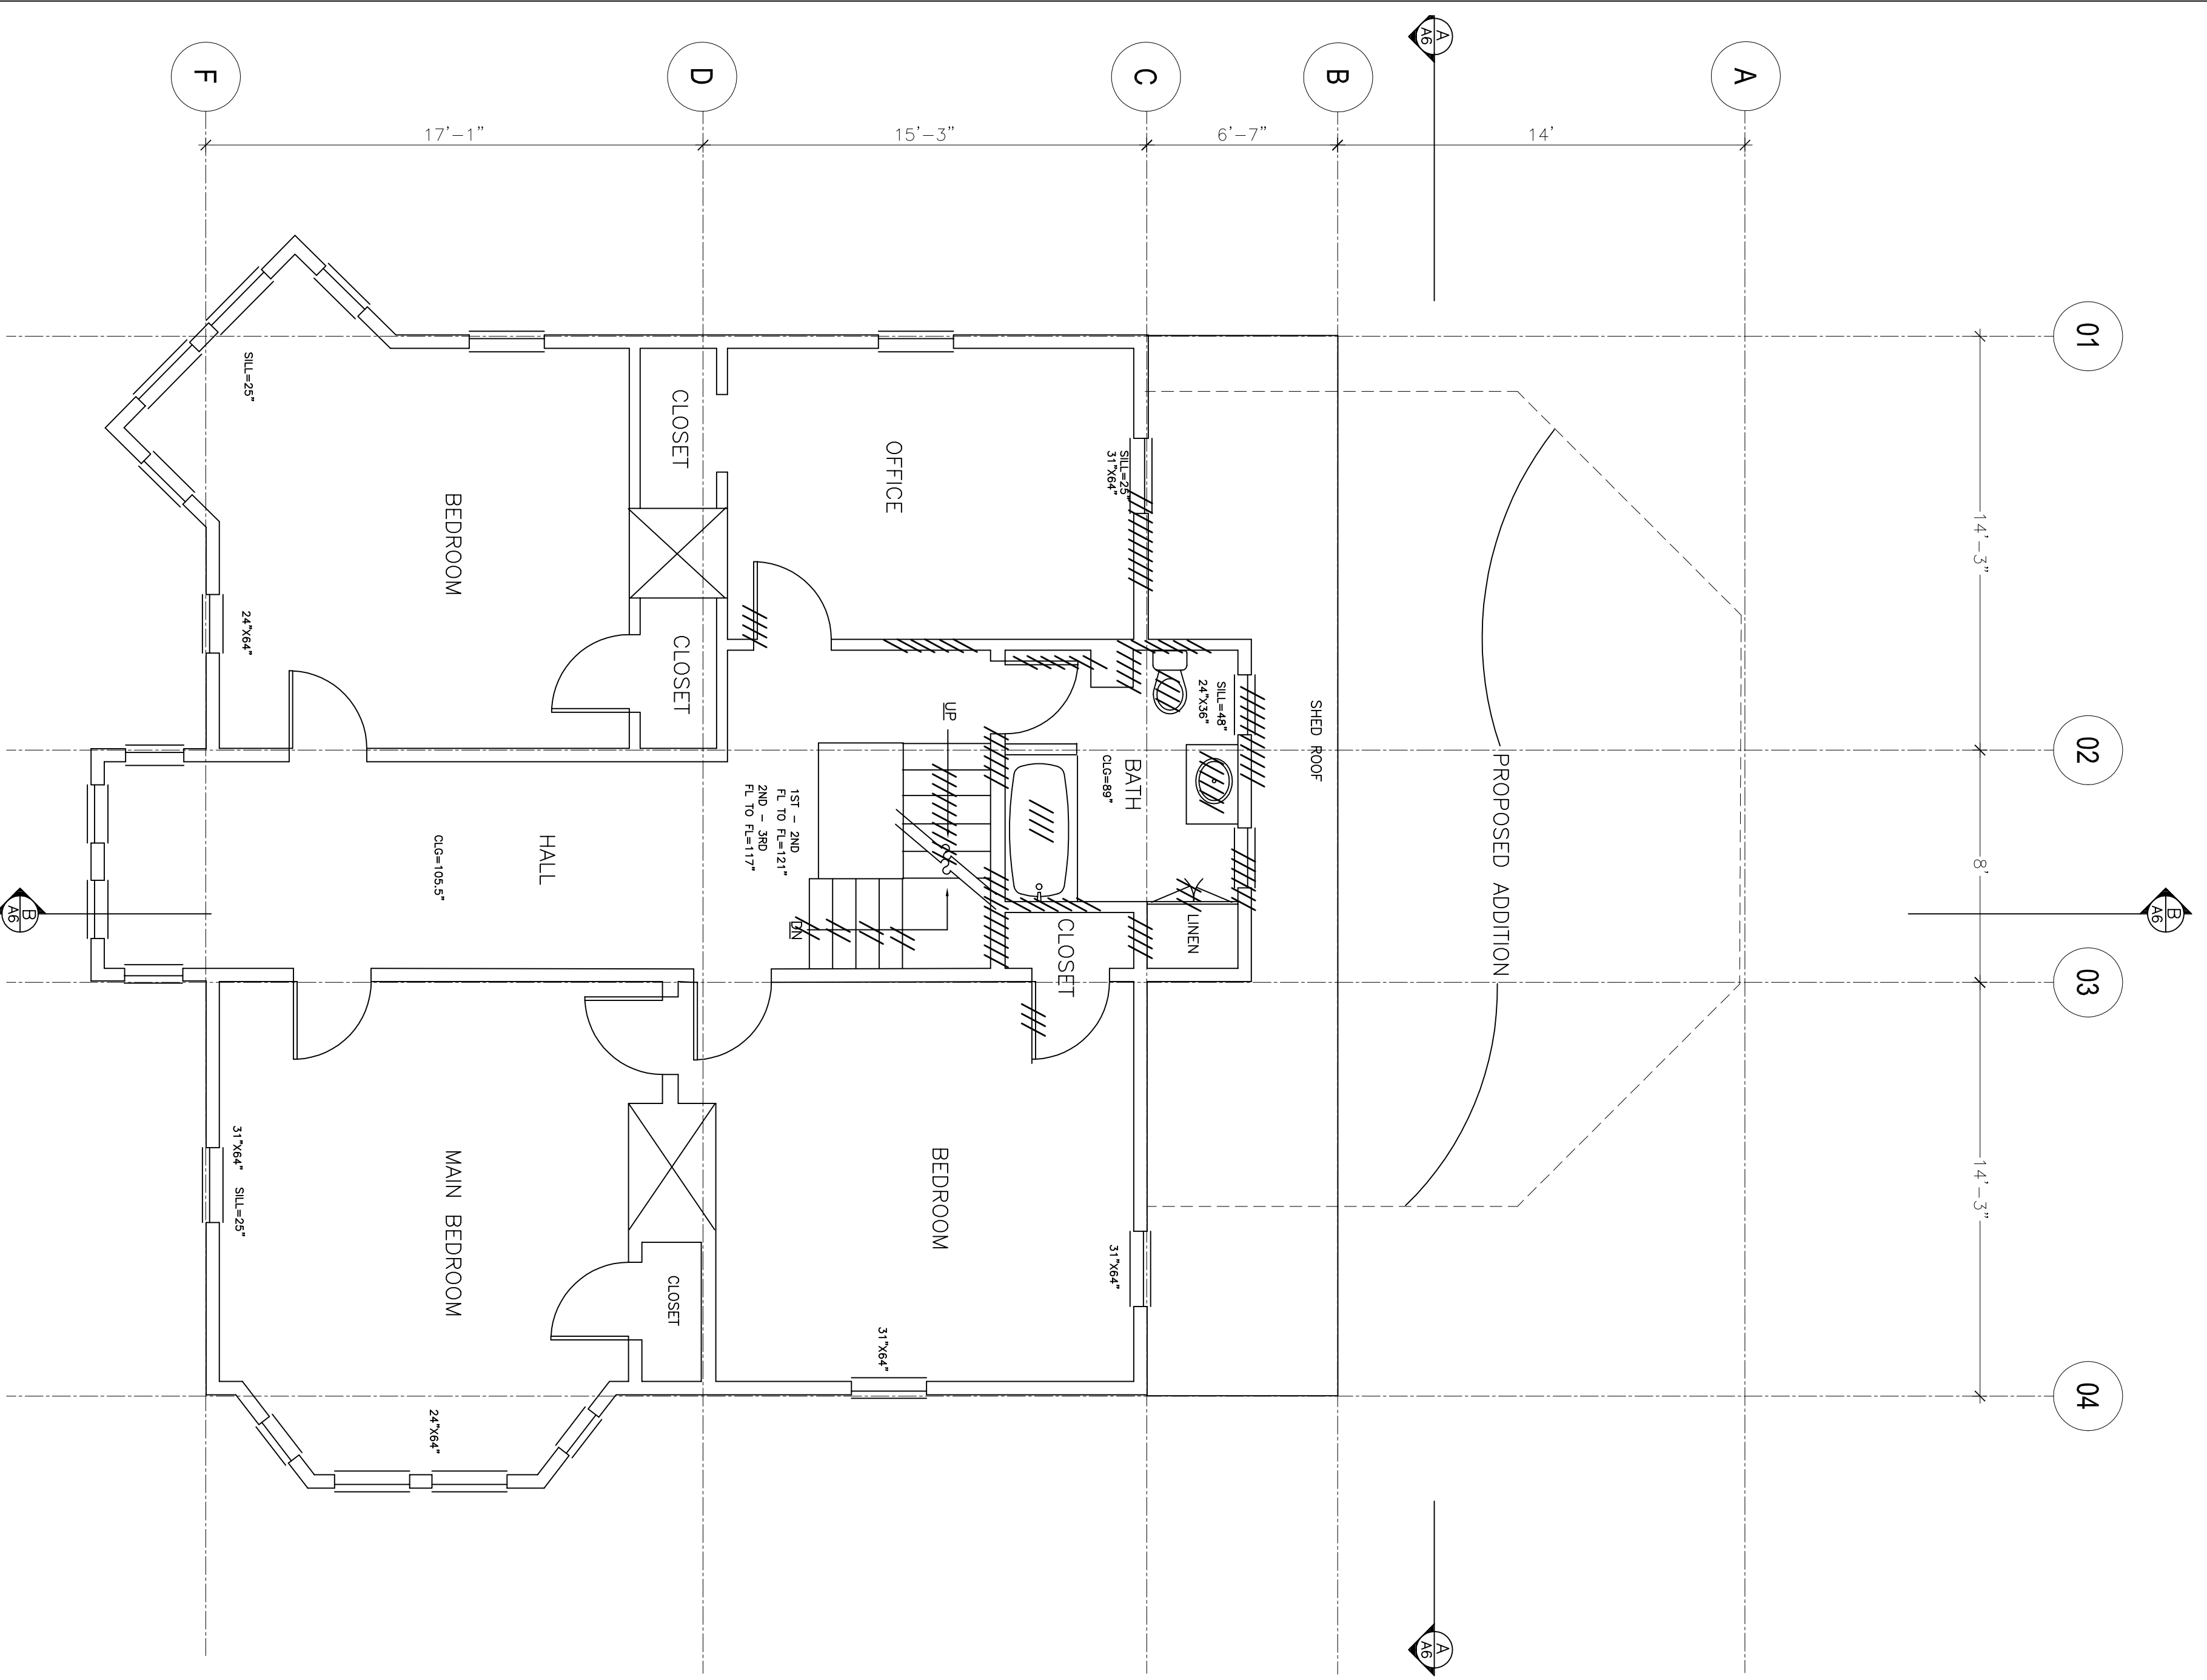 A
A6
F
D
C
B
A
17'-1"
15'-3"
6'-7"
14'
01
02
03
04
14'-3"
8'
14'-3"
SILL=25"
CLOSET
OFFICE
SILL=25"
31"X64"
BEDROOM
24"X64"
CLOSET
UP
SILL=48"
24"X36"
SHED ROOF
BATH
CLG=89"
PROPOSED ADDITION
1ST - 2ND
FL TO FL=121"
2ND - 3RD
FL TO FL=117"
HALL
CLG=105.5"
DN
LINEN
CLOSET
B
A6
B
A6
31"X64" SILL=25"
MAIN BEDROOM
BEDROOM
31"X64"
CLOSET
31"X64"
24"X64"
A
A6